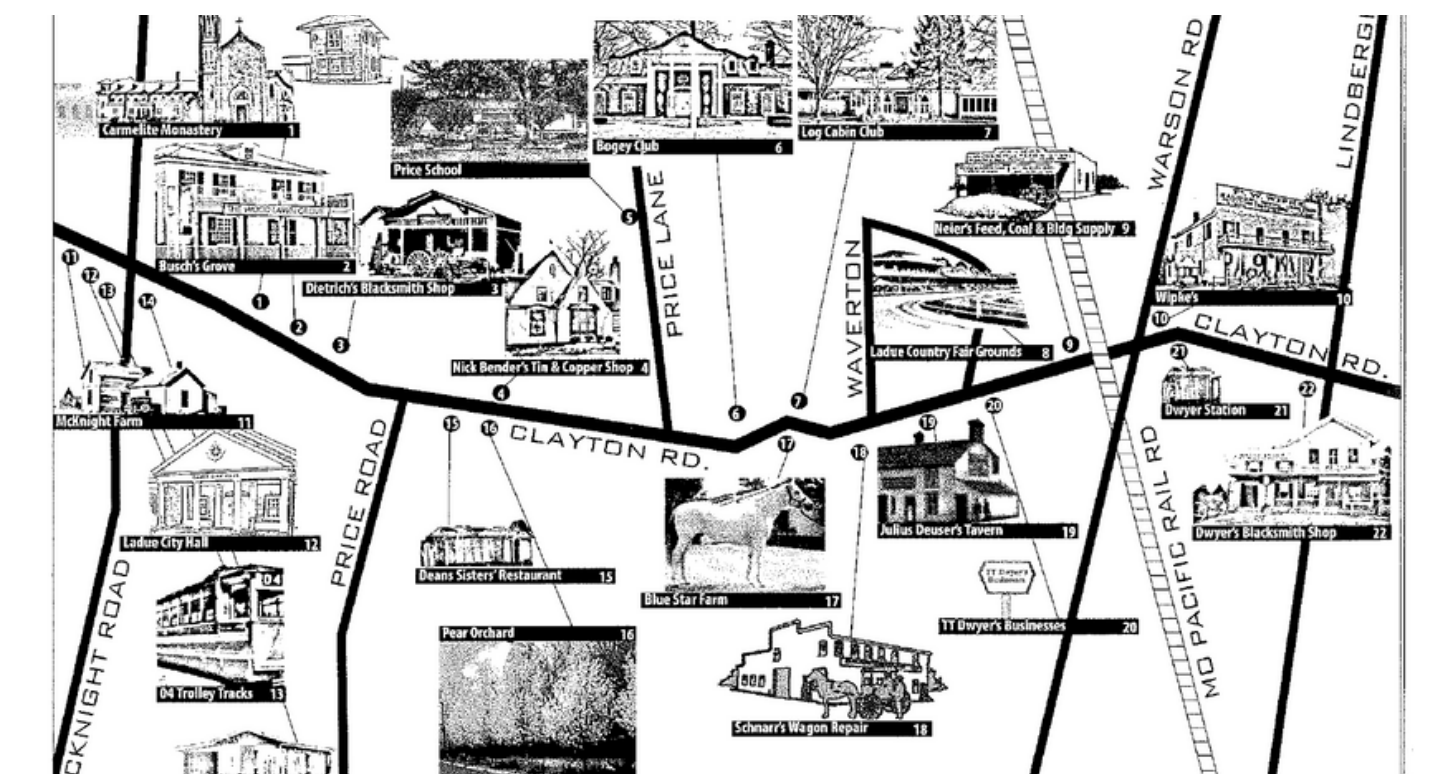 Carmelite Monastery 1
Price School
Bogey Club 6
Log Cabin Club 7
WARSON RD
LINDBERG
Busch's Grove 2
5
PRICE LANE
Neier's Feed, Coal & Bldg Supply 9
11
12
13
14
1
2
3
Dietrich's Blacksmith Shop 3
Nick Bender's Tin & Copper Shop 4
4
WAVERTON
Ladue Country Fair Grounds 8
9
Wipke's 10
10
CLAYTON RD.
21
Dwyer Station 21
22
McKnight Farm 11
6
7
15
16
CLAYTON RD.
17
18
19
20
Ladue City Hall 12
PRICE ROAD
Deans Sisters' Restaurant 15
Blue Star Farm 17
Julius Deuser's Tavern 19
MO PACIFIC RAIL RD
Dwyer's Blacksmith Shop 22
TT Dwyer's Businesses 20
CKNIGHT ROAD
04
04 Trolley Tracks 13
Pear Orchard 16
Schnarr's Wagon Repair 18